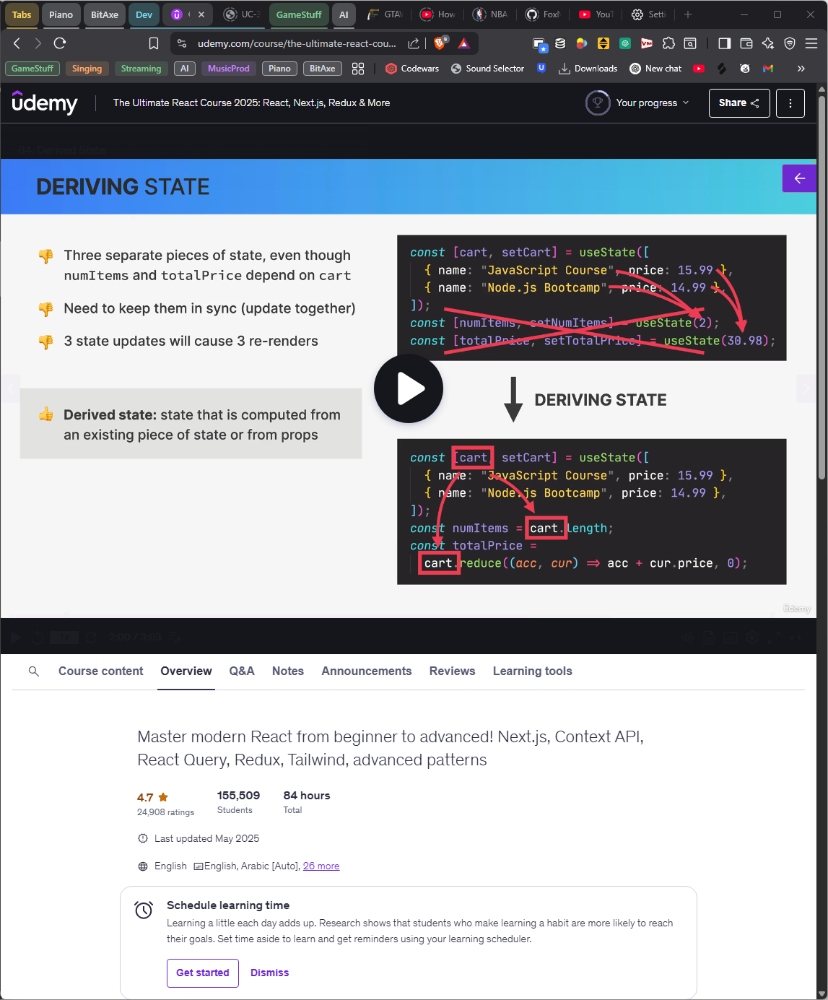 Tabs
Piano
BitAxe
Dev
UC-
GameStuff
AI
GTA
How
NBA
Fox
YouT
Setti
udemy.com/course/the-ultimate-react-cou...
9
VM
GameStuff
Singing
Streaming
AI
MusicProd
Piano
BitAxe
Codewars
Sound Selector
Downloads
New chat
ûdemy
The Ultimate React Course 2025: React, Next.js, Redux & More
Your progress
Share
84. Derived State
DERIVING STATE
Three separate pieces of state, even though
numItems and totalPrice depend on cart
Need to keep them in sync (update together)
3 state updates will cause 3 re-renders
Derived state: state that is computed from
an existing piece of state or from props
const [cart, setCart] = useState([
{ name: "JavaScript Course", price: 15.99 },
{ name: "Node.js Bootcamp", price: 14.99 },
]);
const [numItems, setNumItems] = useState(2);
const [totalPrice, setTotalPrice] = useState(30.98);
DERIVING STATE
const [cart, setCart] = useState([
{ name: "JavaScript Course", price: 15.99 },
{ name: "Node.js Bootcamp", price: 14.99 },
]);
const numItems = cart.length;
const totalPrice =
cart.reduce((acc, cur) => acc + cur.price, 0);
ûdemy
2:00 / 3:03
Course content
Overview
Q&A
Notes
Announcements
Reviews
Learning tools
Master modern React from beginner to advanced! Next.js, Context API,
React Query, Redux, Tailwind, advanced patterns
4.7
24,908 ratings
155,509
Students
84 hours
Total
Last updated May 2025
English
English, Arabic [Auto], 26 more
Schedule learning time
Learning a little each day adds up. Research shows that students who make learning a habit are more likely to reach
their goals. Set time aside to learn and get reminders using your learning scheduler.
Get started
Dismiss